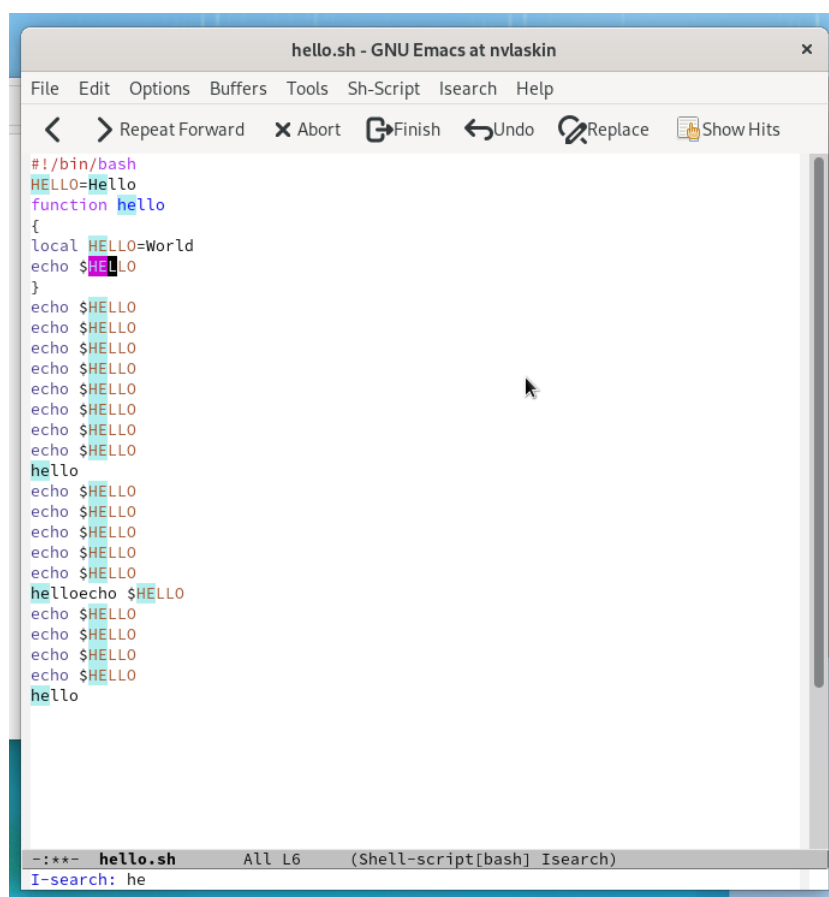 hello.sh - GNU Emacs at nvlaskin ×
File Edit Options Buffers Tools Sh-Script Isearch Help
Repeat Forward Abort Finish Undo Replace Show Hits
#!/bin/bash
HELLO=Hello
function hello
{
local HELLO=World
echo $HELLO
}
echo $HELLO
echo $HELLO
echo $HELLO
echo $HELLO
echo $HELLO
echo $HELLO
echo $HELLO
echo $HELLO
hello
echo $HELLO
echo $HELLO
echo $HELLO
echo $HELLO
echo $HELLO
helloecho $HELLO
echo $HELLO
echo $HELLO
echo $HELLO
echo $HELLO
hello
-:**- hello.sh All L6 (Shell-script[bash] Isearch)
I-search: he